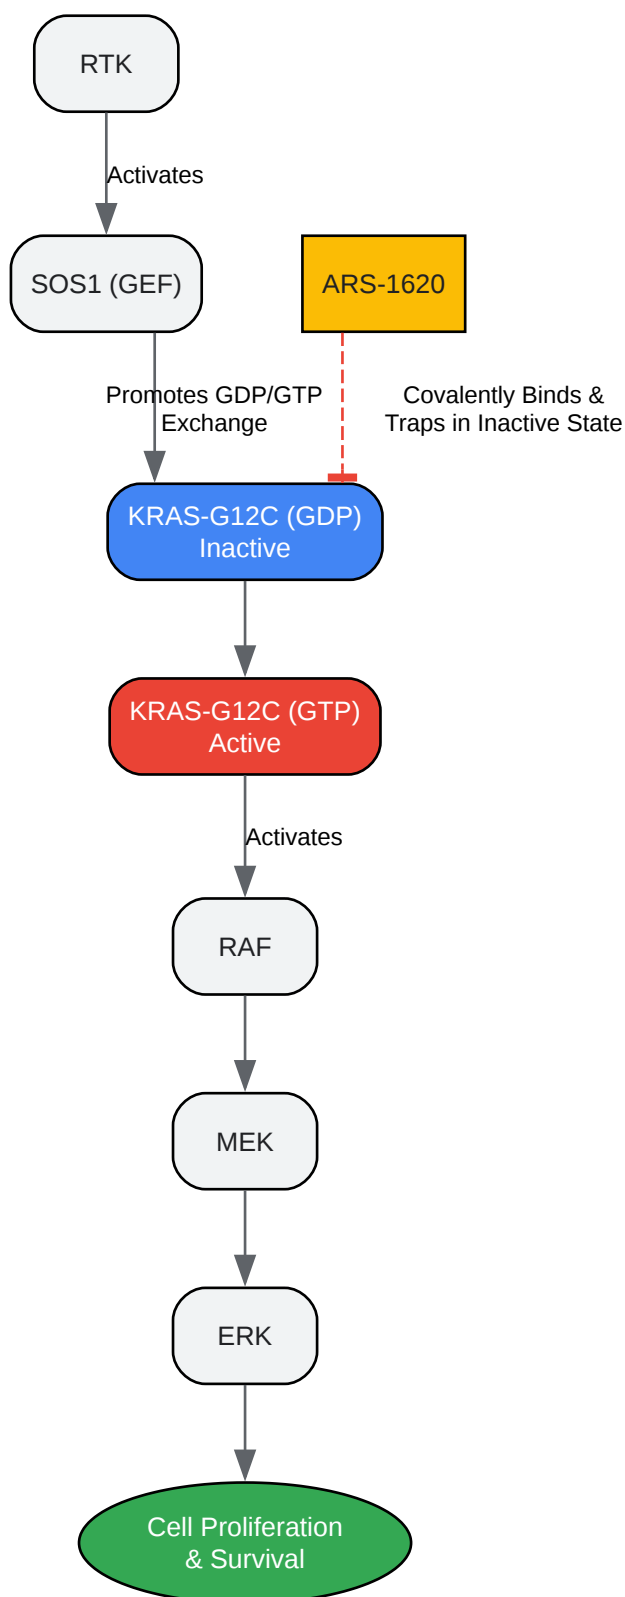 RTK
Activates
SOS1 (GEF)
ARS-1620
Promotes GDP/GTP
Exchange
Covalently Binds &
Traps in Inactive State
KRAS-G12C (GDP)
Inactive
KRAS-G12C (GTP)
Active
Activates
RAF
MEK
ERK
Cell Proliferation
& Survival